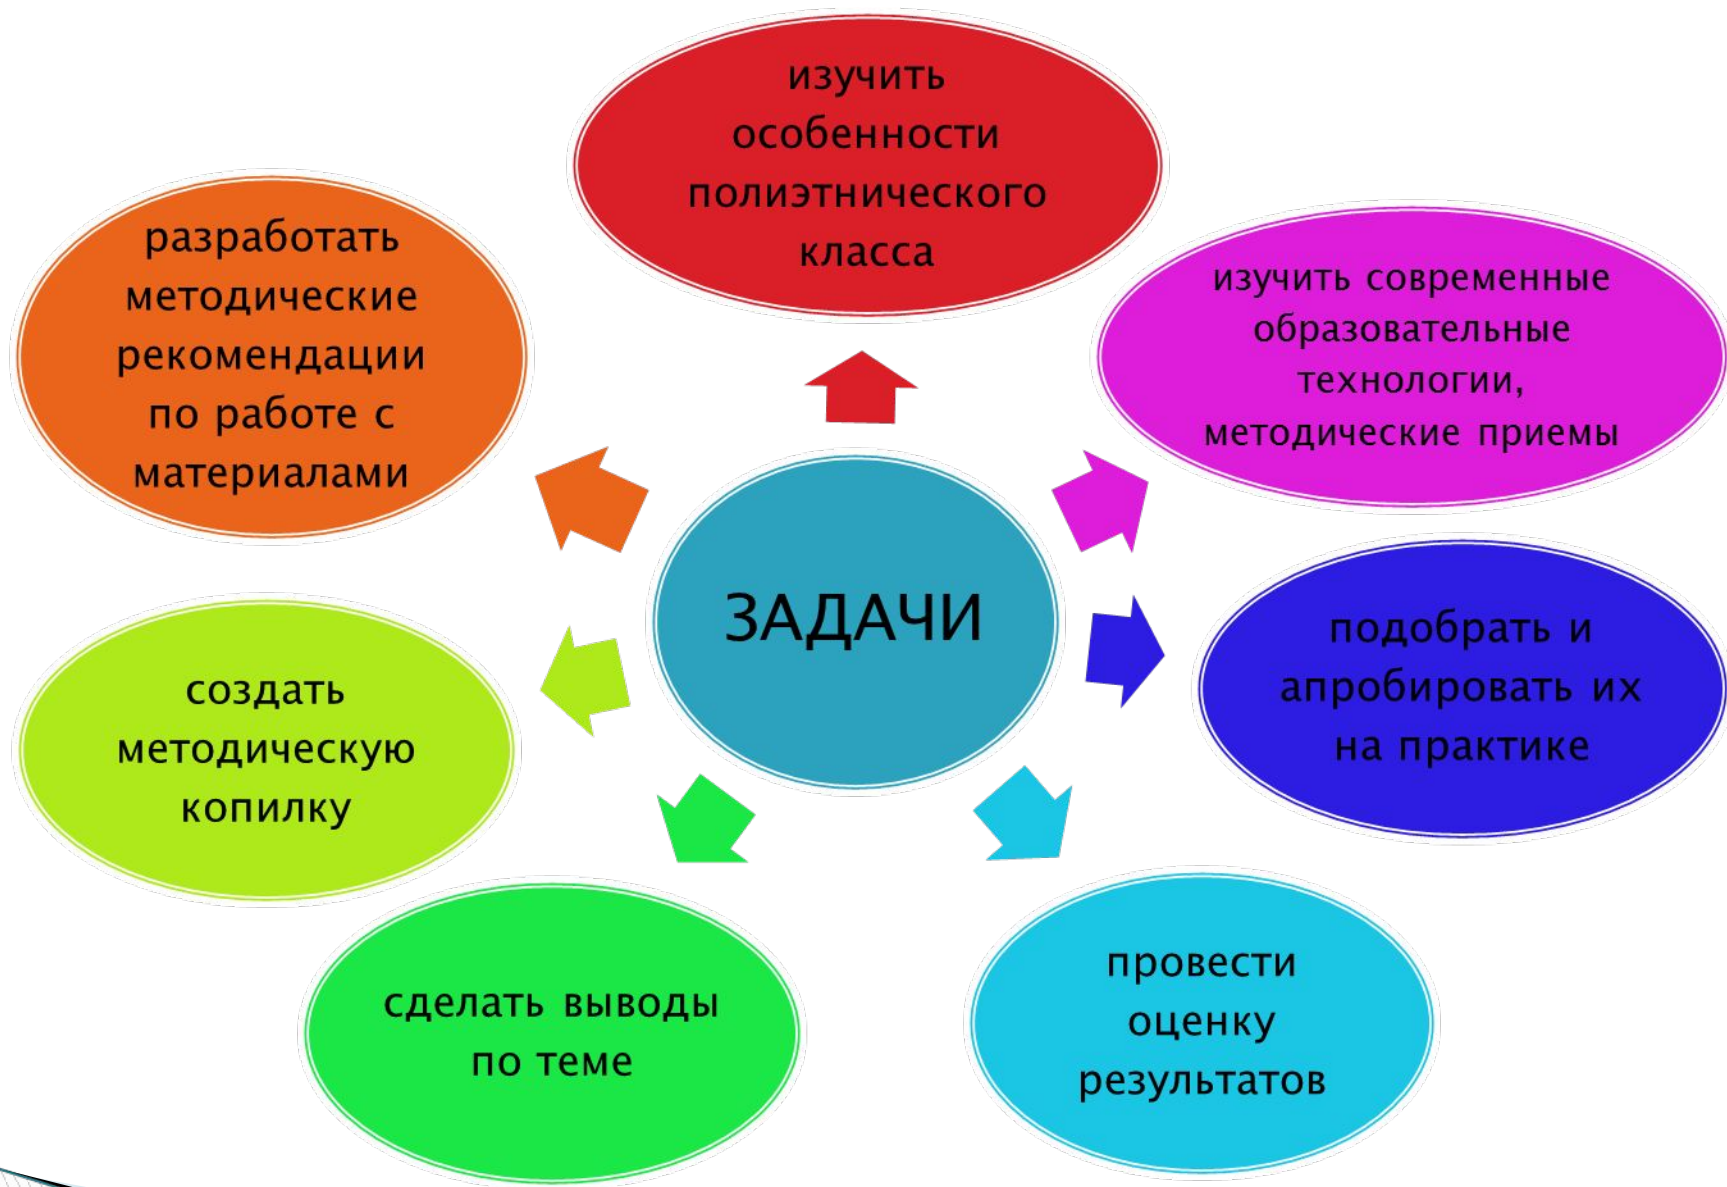 изучить
особенности
полиэтнического
класса
изучить современные
образовательные
технологии,
методические приемы
подобрать и
апробировать их
на практике
провести
оценку
результатов
сделать выводы
по теме
создать
методическую
копилку
разработать
методические
рекомендации
по работе с
материалами
ЗАДАЧИ